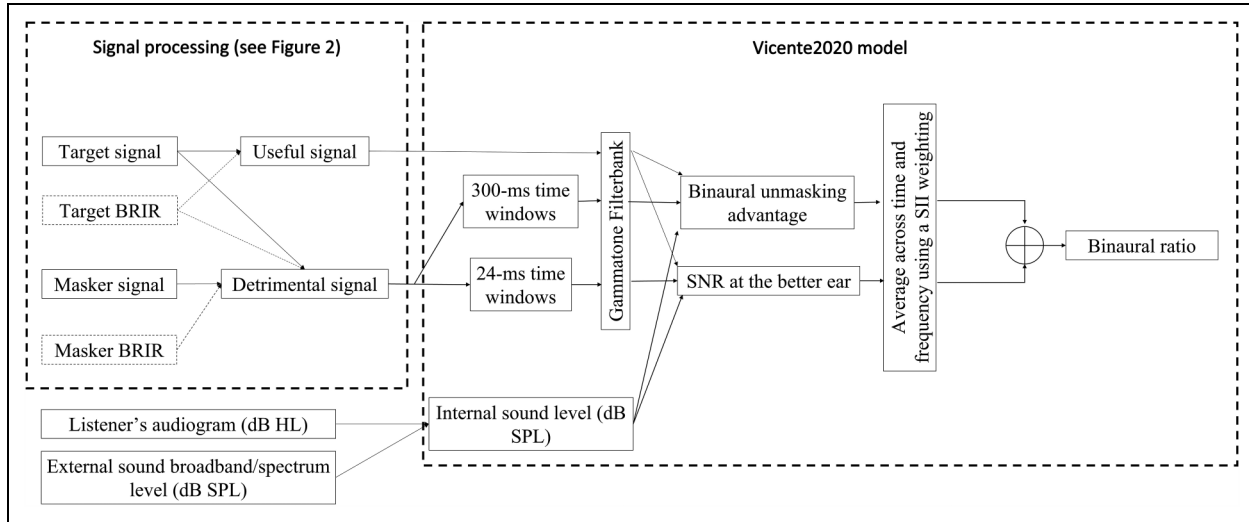 Signal processing (see Figure 2)
Vicente2020 model
Target signal
Useful signal
Target BRIR
Masker signal
Detrimental signal
Masker BRIR
300-ms time
windows
24-ms time
windows
Gammatone Filterbank
Binaural unmasking
advantage
SNR at the better ear
Average across time and
frequency using a SII weighting
Binaural ratio
Listener's audiogram (dB HL)
External sound broadband/spectrum
level (dB SPL)
Internal sound level (dB
SPL)